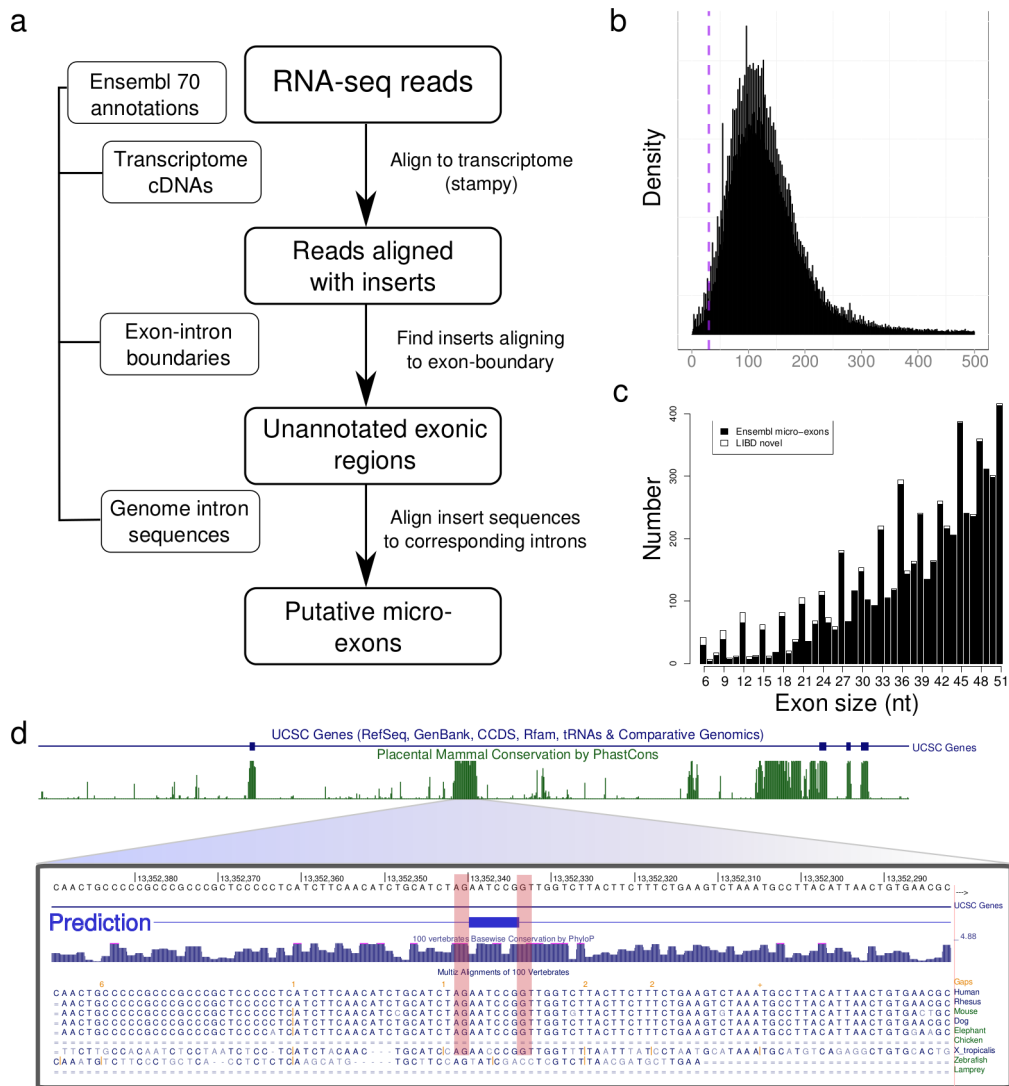 a
Ensembl 70
annotations
RNA-seq reads
Transcriptome
cDNAs
Align to transcriptome
(stampy)
Reads aligned
with inserts
Exon-intron
boundaries
Find inserts aligning
to exon-boundary
Unannotated exonic
regions
Genome intron
sequences
Align insert sequences
to corresponding introns
Putative micro-
exons
b
Density
0 100 200 300 400 500
c
Number
400
300
200
100
0
Ensembl micro-exons
LIBD novel
6 9 12 15 18 21 24 27 30 33 36 39 42 45 48 51
Exon size (nt)
d
UCSC Genes (RefSeq, GenBank, CCDS, Rfam, tRNAs & Comparative Genomics)
UCSC Genes
Placental Mammal Conservation by PhastCons
13,352,380 13,352,370 13,352,360 13,352,350 13,352,340 13,352,330 13,352,320 13,352,310 13,352,300 13,352,290
CAACTGCCCCCGCCCGCCCGCTCCCCCTCATCTTCAACATCTGCATCTAGAATCCGGTTGGTCTTACTTCTTTCTGAAGTCTAAATGCCTTACATTAACTGTGAACGC
--->
UCSC Genes
Prediction
100 vertebrates Basewise Conservation by PhyloP
4.88
Multiz Alignments of 100 Vertebrates
Gaps
6 1 1 2 2
Human
CAACTGCCCCCGCCCGCCCGCTCCCCCTCATCTTCAACATCTGCATCTAGAATCCGGTTGGTCTTACTTCTTTCTGAAGTCTAAATGCCTTACATTAACTGTGAACGC
Rhesus
Mouse
Dog
Elephant
Chicken
X_tropicalis
Zebrafish
Lamprey